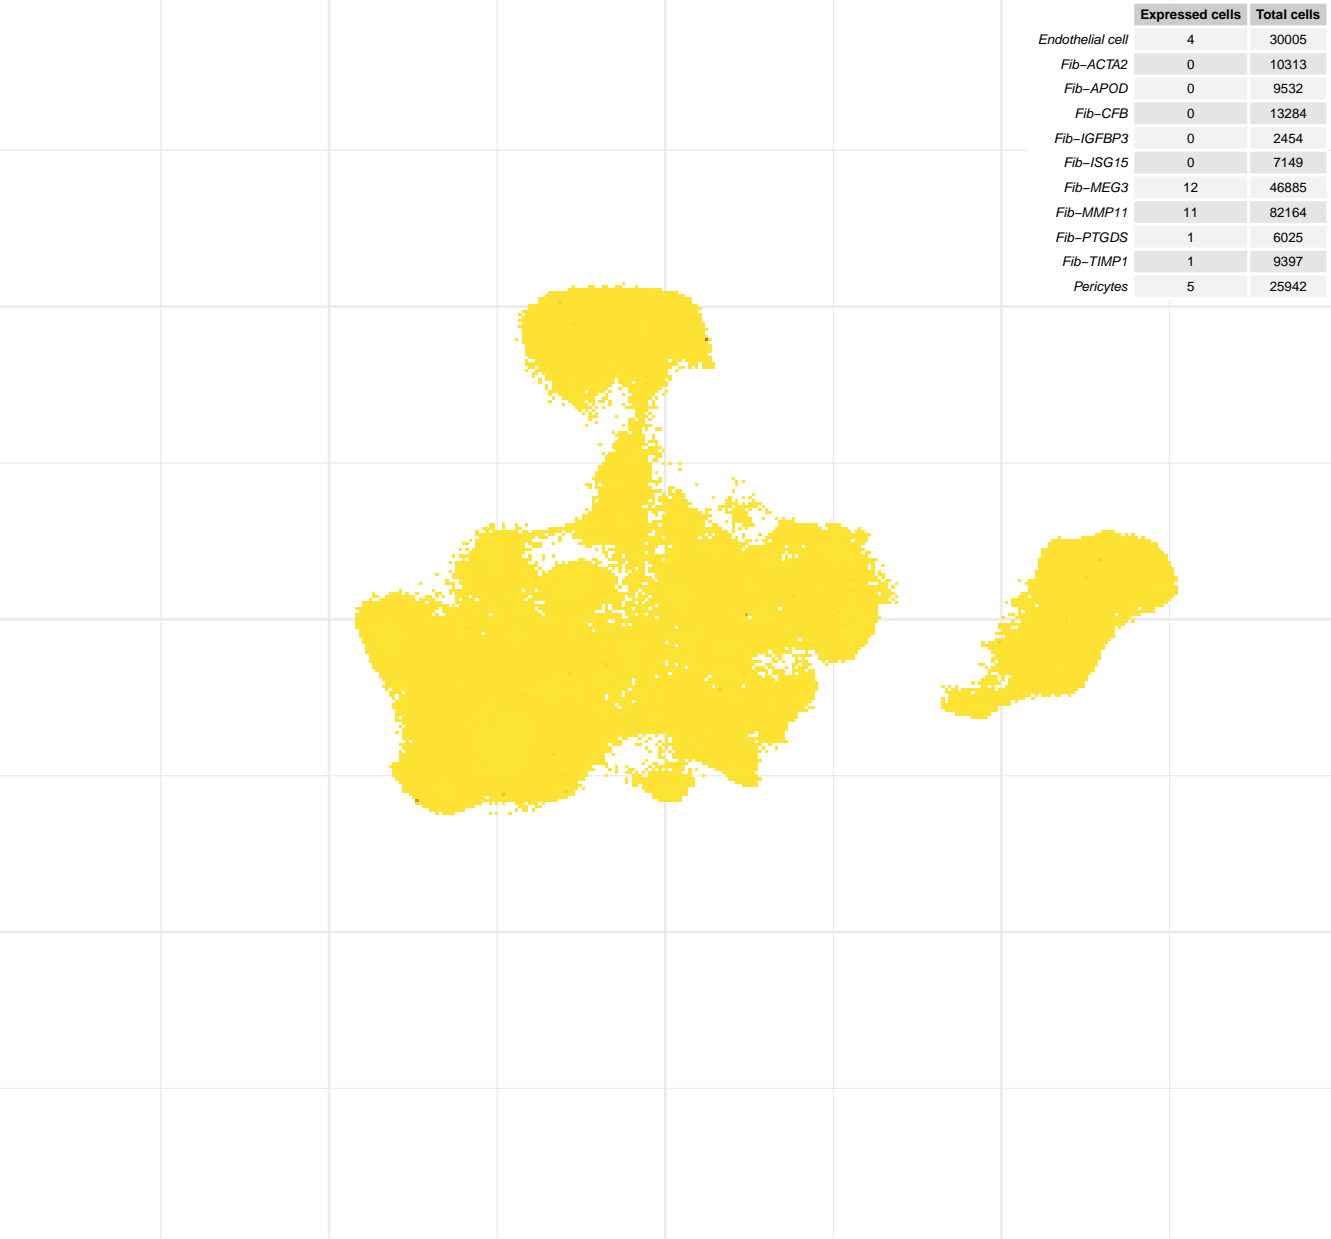 Expressed cells Total cells
Endothelial cell 4 30005
Fib−ACTA2 0 10313
Fib−APOD 0 9532
Fib−CFB 0 13284
Fib−IGFBP3 0 2454
Fib−ISG15 0 7149
Fib−MEG3 12 46885
Fib−MMP11 11 82164
Fib−PTGDS 1 6025
Fib−TIMP1 1 9397
Pericytes 5 25942